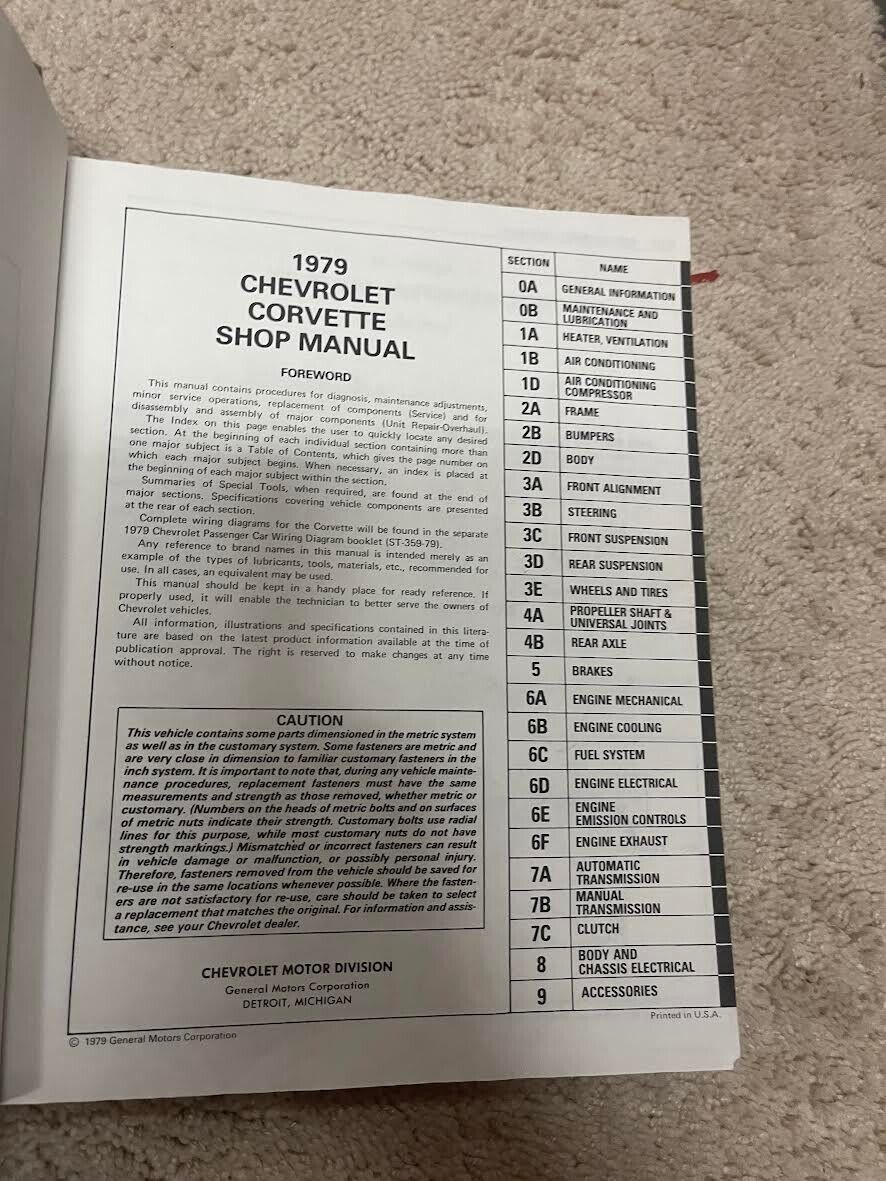 1979
CHEVROLET
CORVETTE
SHOP MANUAL
FOREWORD
This manual contains procedures for diagnosis, maintenance adjustments,
minor service operations, replacement of components (Service) and for
disassembly and assembly of major components (Unit Repair-Overhaul).
The Index on this page enables the user to quickly locate any desired
section. At the beginning of each individual section containing more than
one major subject is a Table of Contents, which gives the page number on
which each major subject begins. When necessary, an index is placed at
the beginning of each major subject within the section.
Summaries of Special Tools, when required, are found at the end of
major sections. Specifications covering vehicle components are presented
at the rear of each section.
Complete wiring diagrams for the Corvette will be found in the separate
1979 Chevrolet Passenger Car Wiring Diagram booklet (ST-359-79).
Any reference to brand names in this manual is intended merely as an
example of the types of lubricants, tools, materials, etc., recommended for
use. In all cases, an equivalent may be used.
This manual should be kept in a handy place for ready reference. If
properly used, it will enable the technician to better serve the owners of
Chevrolet vehicles.
All information, illustrations and specifications contained in this litera-
ture are based on the latest product information available at the time of
publication approval. The right is reserved to make changes at any time
without notice.
CAUTION
This vehicle contains some parts dimensioned in the metric system
as well as in the customary system. Some fasteners are metric and
are very close in dimension to familiar customary fasteners in the
inch system. It is important to note that, during any vehicle mainte-
nance procedures, replacement fasteners must have the same
measurements and strength as those removed, whether metric or
customary. (Numbers on the heads of metric bolts and on surfaces
of metric nuts indicate their strength. Customary bolts use radial
lines for this purpose, while most customary nuts do not have
strength markings.) Mismatched or incorrect fasteners can result
in vehicle damage or malfunction, or possibly personal injury.
Therefore, fasteners removed from the vehicle should be saved for
re-use in the same locations whenever possible. Where the fasten-
ers are not satisfactory for re-use, care should be taken to select
a replacement that matches the original. For information and assis-
tance, see your Chevrolet dealer.
CHEVROLET MOTOR DIVISION
General Motors Corporation
DETROIT, MICHIGAN
SECTION NAME
0A GENERAL INFORMATION
0B MAINTENANCE AND
LUBRICATION
1A HEATER, VENTILATION
1B AIR CONDITIONING
1D AIR CONDITIONING
COMPRESSOR
2A FRAME
2B BUMPERS
2D BODY
3A FRONT ALIGNMENT
3B STEERING
3C FRONT SUSPENSION
3D REAR SUSPENSION
3E WHEELS AND TIRES
4A PROPELLER SHAFT &
UNIVERSAL JOINTS
4B REAR AXLE
5 BRAKES
6A ENGINE MECHANICAL
6B ENGINE COOLING
6C FUEL SYSTEM
6D ENGINE ELECTRICAL
6E ENGINE
EMISSION CONTROLS
6F ENGINE EXHAUST
7A AUTOMATIC
TRANSMISSION
7B MANUAL
TRANSMISSION
7C CLUTCH
8 BODY AND
CHASSIS ELECTRICAL
9 ACCESSORIES
© 1979 General Motors Corporation
Printed in U.S.A.